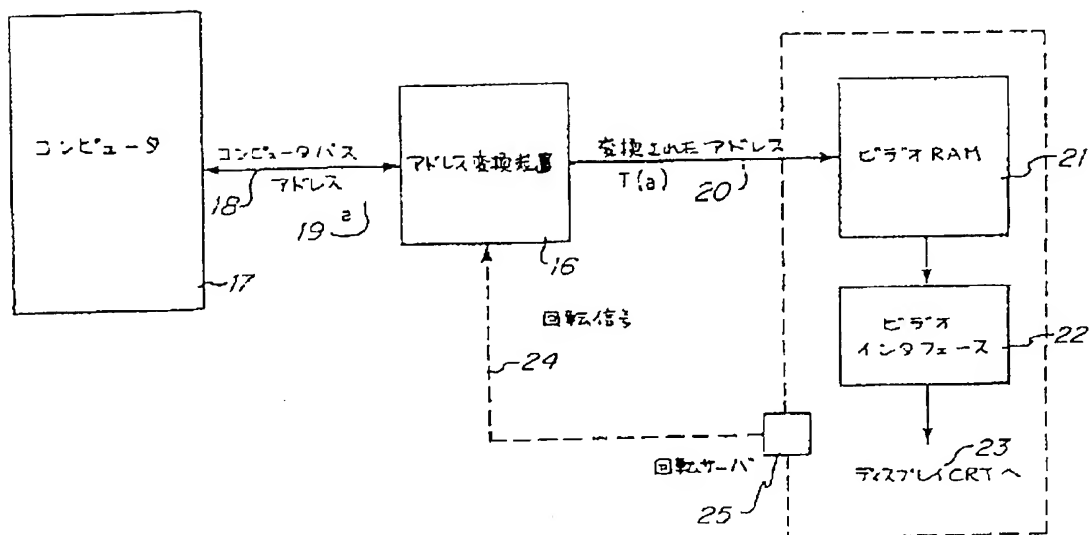 コンピュータ
17
コンピュータバス
アドレス
18
19
a
アドレス変換装置
16
変換されたアドレス
T(a)
20
ビデオRAM
21
ビデオ
インタフェース
22
23
ディスプレイCRTへ
回転信号
24
回転サーバ
25